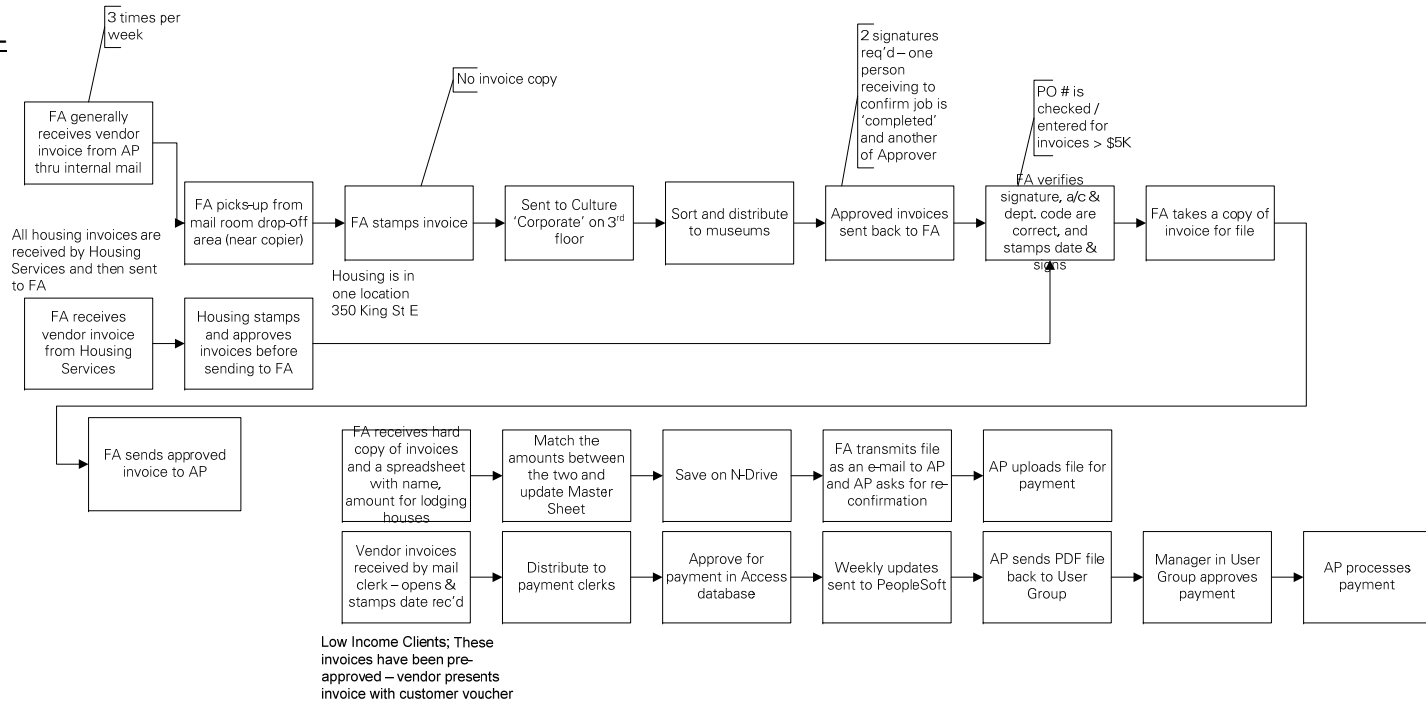 3 times per
week
FA generally
receives vendor
invoice from AP
thru internal mail
No invoice copy
2 signatures
req'd – one
person
receiving to
confirm job is
'completed'
and another
of Approver
PO # is
checked /
entered for
invoices > $5K
FA picks-up from
mail room drop-off
area (near copier)
FA stamps invoice
Sent to Culture
'Corporate' on 3rd
floor
Sort and distribute
to museums
Approved invoices
sent back to FA
FA verifies
signature, a/c &
dept. code are
correct, and
stamps date &
signs
FA takes a copy of
invoice for file
All housing invoices are
received by Housing
Services and then sent
to FA
Housing is in
one location
350 King St E
FA receives
vendor invoice
from Housing
Services
Housing stamps
and approves
invoices before
sending to FA
FA sends approved
invoice to AP
FA receives hard
copy of invoices
and a spreadsheet
with name,
amount for lodging
houses
Match the
amounts between
the two and
update Master
Sheet
Save on N-Drive
FA transmits file
as an e-mail to AP
and AP asks for re-
confirmation
AP uploads file for
payment
Vendor invoices
received by mail
clerk – opens &
stamps date rec'd
Distribute to
payment clerks
Approve for
payment in Access
database
Weekly updates
sent to PeopleSoft
AP sends PDF file
back to User
Group
Manager in User
Group approves
payment
AP processes
payment
Low Income Clients; These
invoices have been pre-
approved – vendor presents
invoice with customer voucher